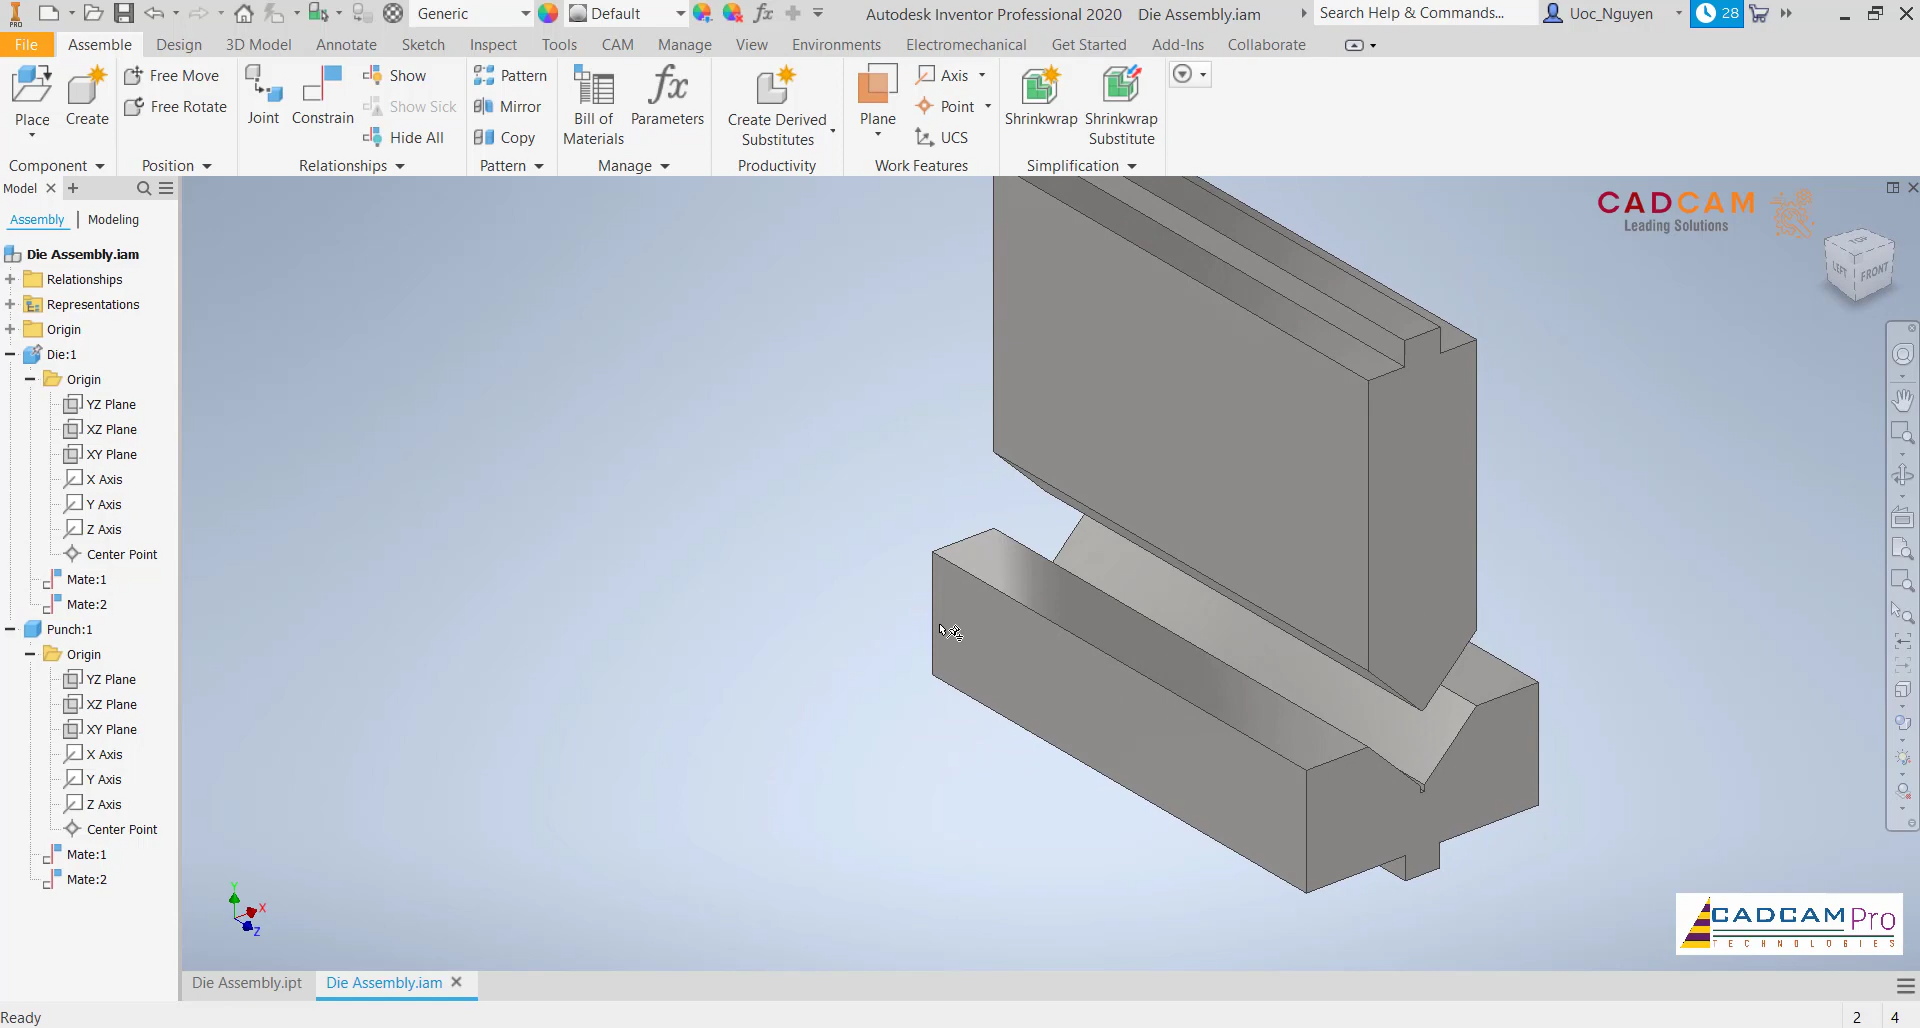 PRO
Generic
Default
fx
Autodesk Inventor Professional 2020 Die Assembly.iam
Search Help & Commands...
Uoc_Nguyen
28
File
Assemble
Design
3D Model
Annotate
Sketch
Inspect
Tools
CAM
Manage
View
Environments
Electromechanical
Get Started
Add-Ins
Collaborate
Place
Create
Free Move
Free Rotate
Joint
Constrain
Show
Show Sick
Hide All
Pattern
Mirror
Copy
Bill of
Materials
fx
Parameters
Create Derived
Substitutes
Plane
Axis
Point
UCS
Shrinkwrap
Shrinkwrap
Substitute
Component
Position
Relationships
Pattern
Manage
Productivity
Work Features
Simplification
Model
Assembly | Modeling
Die Assembly.iam
Relationships
Representations
Origin
Die:1
Origin
YZ Plane
XZ Plane
XY Plane
X Axis
Y Axis
Z Axis
Center Point
Mate:1
Mate:2
Punch:1
Origin
YZ Plane
XZ Plane
XY Plane
X Axis
Y Axis
Z Axis
Center Point
Mate:1
Mate:2
CADCAM
Leading Solutions
TOP
LEFT
FRONT
Y
X
Z
CADCAM Pro
TECHNOLOGIES
Die Assembly.ipt
Die Assembly.iam
Ready
2
4